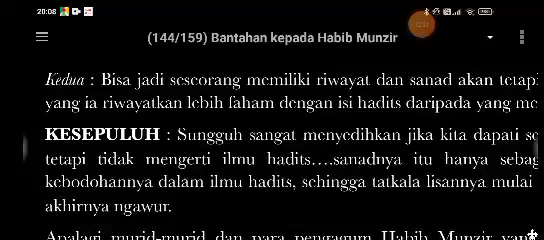 20:08
(144/159) Bantahan kepada Habib Munzir
Kedua : Bisa jadi seseorang memiliki riwayat dan sanad akan tetapi
yang ia riwayatkan lebih faham dengan isi hadits daripada yang me
KESEPULUH : Sungguh sangat menyedihkan jika kita dapati se
tetapi tidak mengerti ilmu hadits….sanadnya itu hanya sebag
kebodohannya dalam ilmu hadits, sehingga tatkala lisannya mulai
akhirnya ngawur.
Apalagi murid-murid dan para pengagum Habib Munzir yang